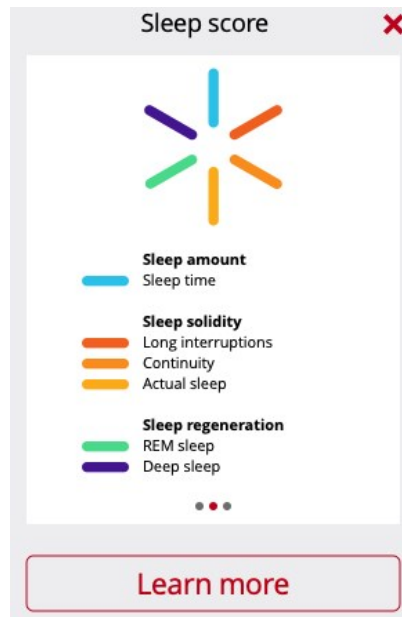 Sleep score
Sleep amount
Sleep time
Sleep solidity
Long interruptions
Continuity
Actual sleep
Sleep regeneration
REM sleep
Deep sleep
Learn more